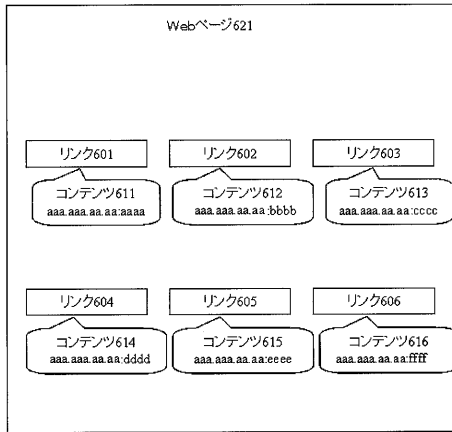 Webページ621
リンク601 リンク602 リンク603
コンテンツ611 コンテンツ612 コンテンツ613
aaa.aaa.aa.aa:aaaa aaa.aaa.aa.aa:bbbb aaa.aaa.aa.aa:cccc
リンク604 リンク605 リンク606
コンテンツ614 コンテンツ615 コンテンツ616
aaa.aaa.aa.aa:dddd aaa.aaa.aa.aa:eeee aaa.aaa.aa.aa:ffff